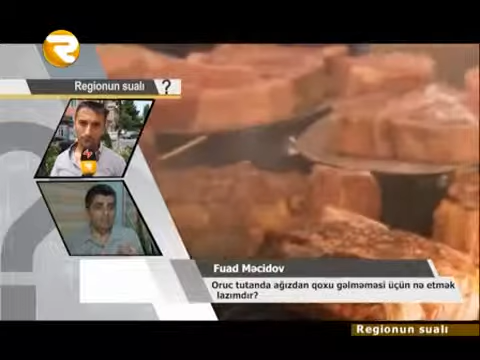 R
Regionun sualı ?
Fuad Məcidov
Oruc tutanda ağızdan qoxu gəlməməsi üçün nə etmək
lazımdır?
Regionun sualı